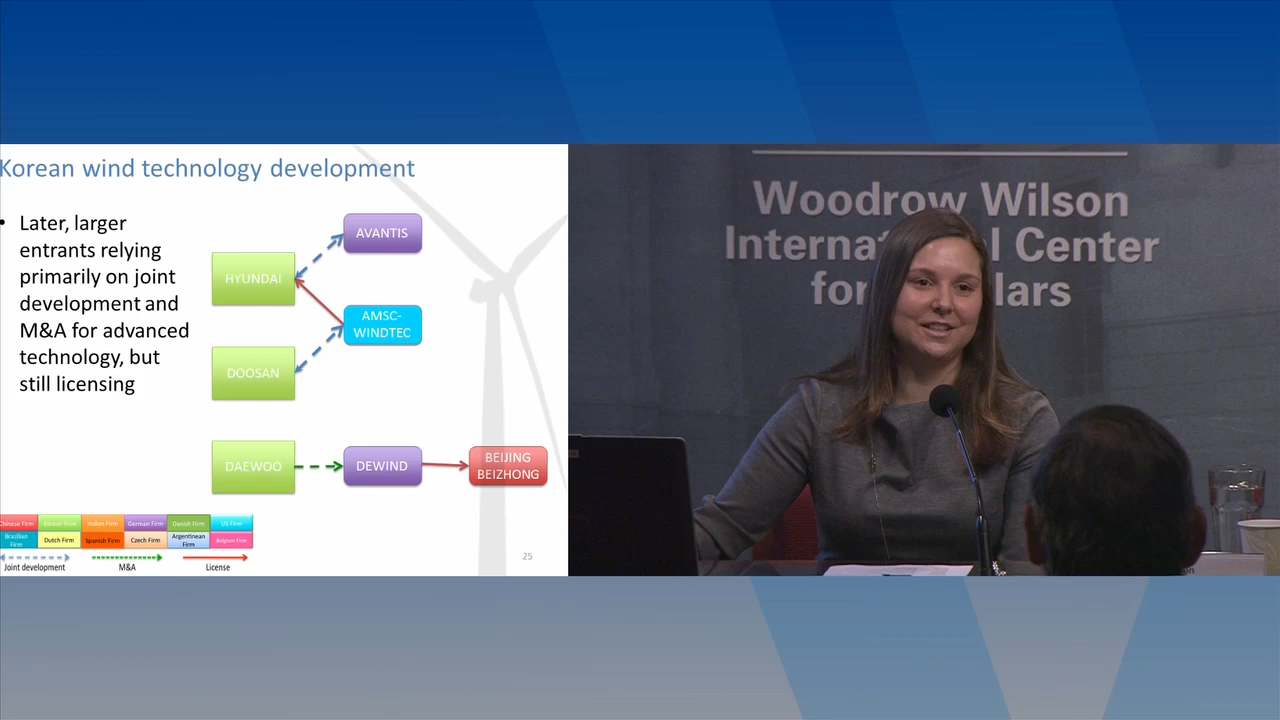 Korean wind technology development
• Later, larger
entrants relying
primarily on joint
development and
M&A for advanced
technology, but
still licensing
AVANTIS
HYUNDAI
AMSC-
WINDTEC
DOOSAN
DAEWOO
DEWIND
BEIJING
BEIZHONG
Chinese Firm
Korean Firm
Indian Firm
German Firm
Danish Firm
US Firm
Brazilian
Firm
Dutch Firm
Spanish Firm
Czech Firm
Argentinean
Firm
Belgium Firm
Joint development
M&A
License
25
Woodrow Wilson
Interna l Center
for lars